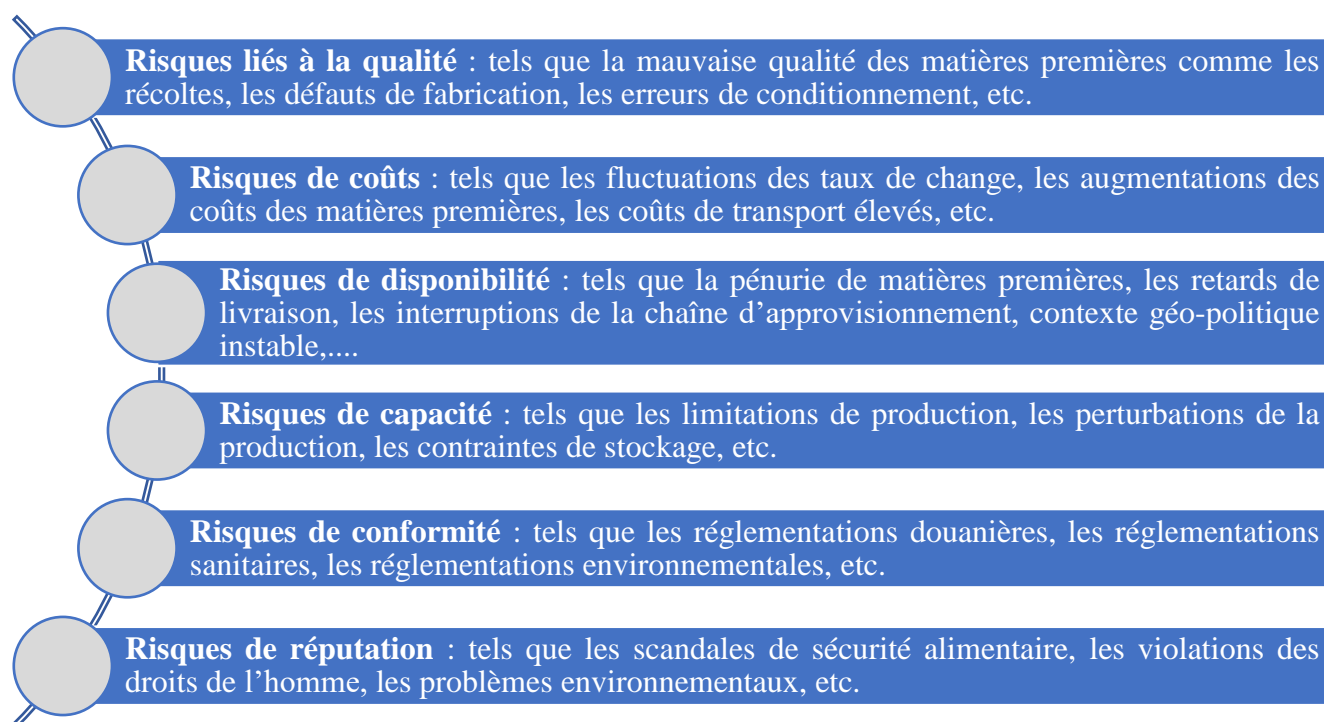 Risques liés à la qualité : tels que la mauvaise qualité des matières premières comme les
récoltes, les défauts de fabrication, les erreurs de conditionnement, etc.
Risques de coûts : tels que les fluctuations des taux de change, les augmentations des
coûts des matières premières, les coûts de transport élevés, etc.
Risques de disponibilité : tels que la pénurie de matières premières, les retards de
livraison, les interruptions de la chaîne d’approvisionnement, contexte géo-politique
instable,....
Risques de capacité : tels que les limitations de production, les perturbations de la
production, les contraintes de stockage, etc.
Risques de conformité : tels que les réglementations douanières, les réglementations
sanitaires, les réglementations environnementales, etc.
Risques de réputation : tels que les scandales de sécurité alimentaire, les violations des
droits de l’homme, les problèmes environnementaux, etc.